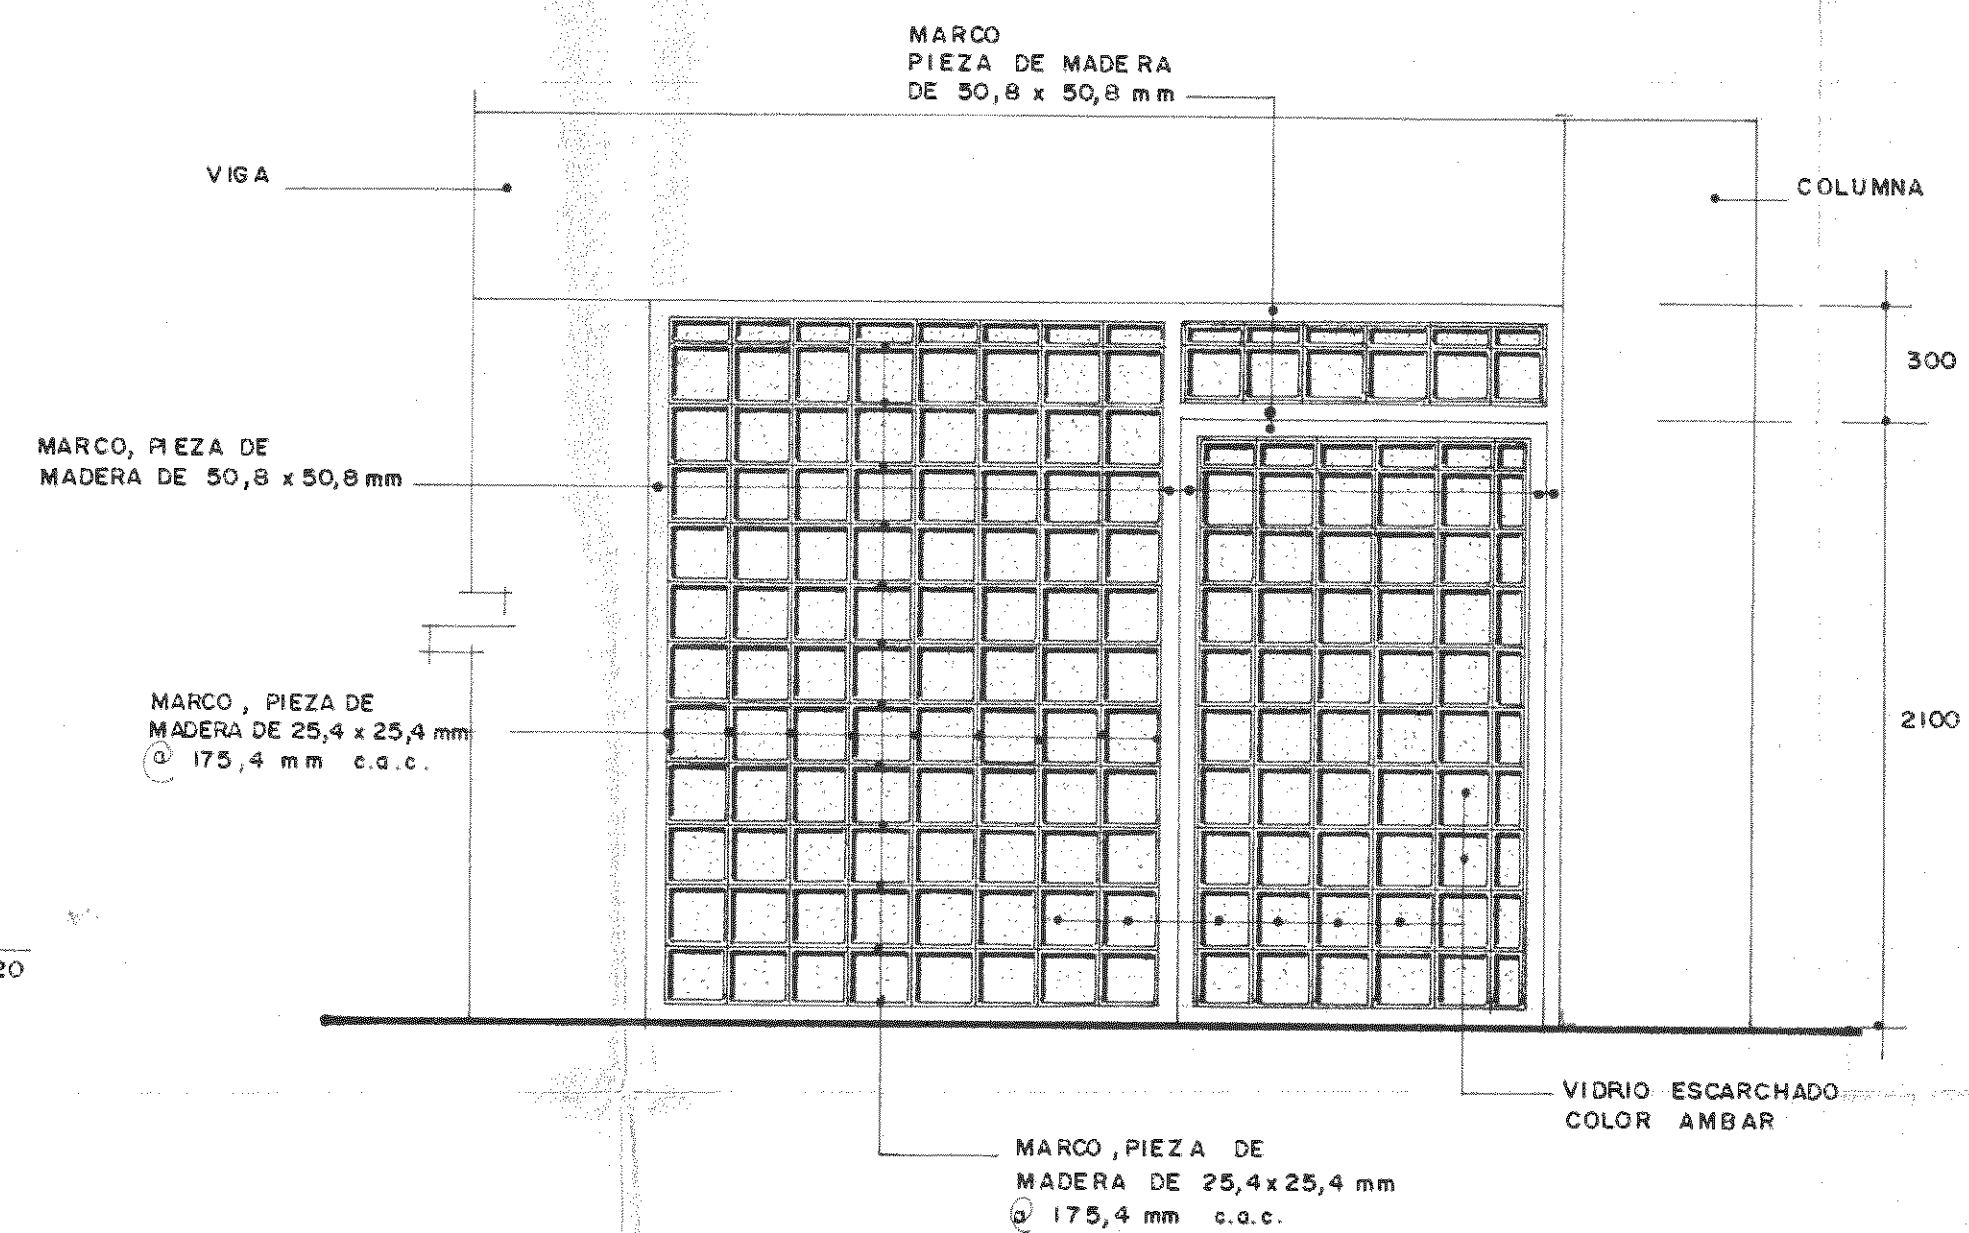 MARCO
PIEZA DE MADERA
DE 50,8 x 50,8 mm
VIGA
COLUMNA
300
MARCO, PIEZA DE
MADERA DE 50,8 x 50,8 mm
2100
MARCO, PIEZA DE
MADERA DE 25,4 x 25,4 mm
@ 175,4 mm c.a.c.
20
VIDRIO ESCARCHADO
COLOR AMBAR
MARCO, PIEZA DE
MADERA DE 25,4x25,4 mm
@ 175,4 mm c.a.c.